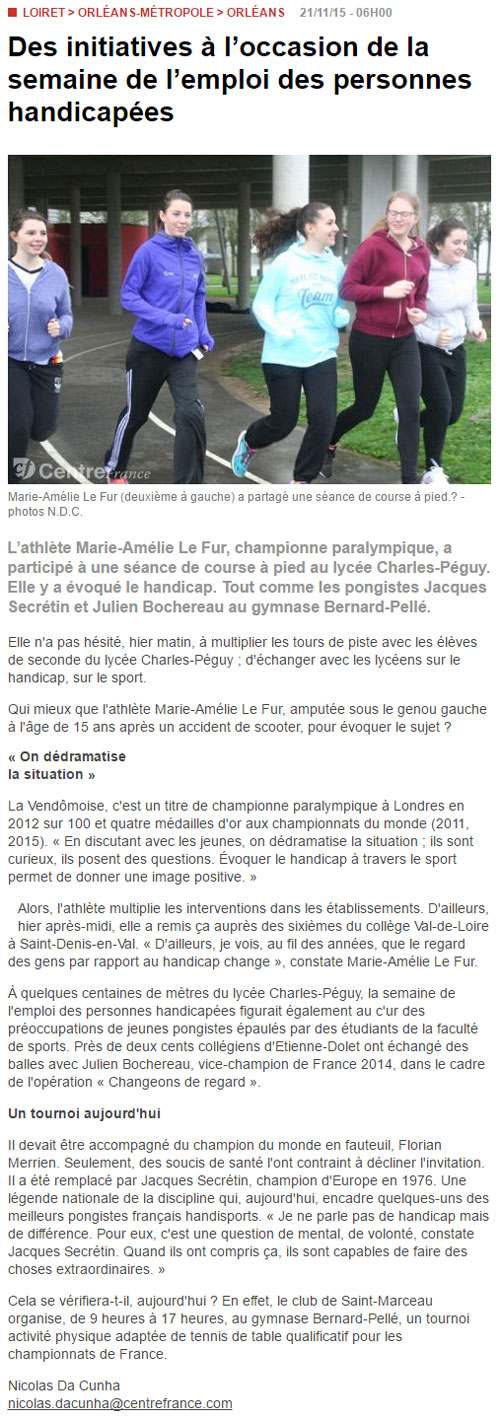 LOIRET > ORLÉANS-MÉTROPOLE > ORLÉANS 21/11/15 - 06H00
Des initiatives à l'occasion de la
semaine de l'emploi des personnes
handicapées
Team
Centre France
Marie-Amélie Le Fur (deuxième à gauche) a partagé une séance de course à pied.? -
photos N.D.C.
L'athlète Marie-Amélie Le Fur, championne paralympique, a
participé à une séance de course à pied au lycée Charles-Péguy.
Elle y a évoqué le handicap. Tout comme les pongistes Jacques
Secrétin et Julien Bochereau au gymnase Bernard-Pellé.
Elle n'a pas hésité, hier matin, à multiplier les tours de piste avec les élèves
de seconde du lycée Charles-Péguy ; d'échanger avec les lycéens sur le
handicap, sur le sport.
Qui mieux que l'athlète Marie-Amélie Le Fur, amputée sous le genou gauche
à l'âge de 15 ans après un accident de scooter, pour évoquer le sujet ?
« On dédramatise
la situation »
La Vendômoise, c'est un titre de championne paralympique à Londres en
2012 sur 100 et quatre médailles d'or aux championnats du monde (2011,
2015). « En discutant avec les jeunes, on dédramatise la situation ; ils sont
curieux, ils posent des questions. Évoquer le handicap à travers le sport
permet de donner une image positive. »
Alors, l'athlète multiplie les interventions dans les établissements. D'ailleurs,
hier après-midi, elle a remis ça auprès des sixièmes du collège Val-de-Loire
à Saint-Denis-en-Val. « D'ailleurs, je vois, au fil des années, que le regard
des gens par rapport au handicap change », constate Marie-Amélie Le Fur.
À quelques centaines de mètres du lycée Charles-Péguy, la semaine de
l'emploi des personnes handicapées figurait également au c'ur des
préoccupations de jeunes pongistes épaulés par des étudiants de la faculté
de sports. Près de deux cents collégiens d'Etienne-Dolet ont échangé des
balles avec Julien Bochereau, vice-champion de France 2014, dans le cadre
de l'opération « Changeons de regard ».
Un tournoi aujourd'hui
Il devait être accompagné du champion du monde en fauteuil, Florian
Merrien. Seulement, des soucis de santé l'ont contraint à décliner l'invitation.
Il a été remplacé par Jacques Secrétin, champion d'Europe en 1976. Une
légende nationale de la discipline qui, aujourd'hui, encadre quelques-uns des
meilleurs pongistes français handisports. « Je ne parle pas de handicap mais
de différence. Pour eux, c'est une question de mental, de volonté, constate
Jacques Secrétin. Quand ils ont compris ça, ils sont capables de faire des
choses extraordinaires. »
Cela se vérifiera-t-il, aujourd'hui ? En effet, le club de Saint-Marceau
organise, de 9 heures à 17 heures, au gymnase Bernard-Pellé, un tournoi
activité physique adaptée de tennis de table qualificatif pour les
championnats de France.
Nicolas Da Cunha
nicolas.dacunha@centrefrance.com